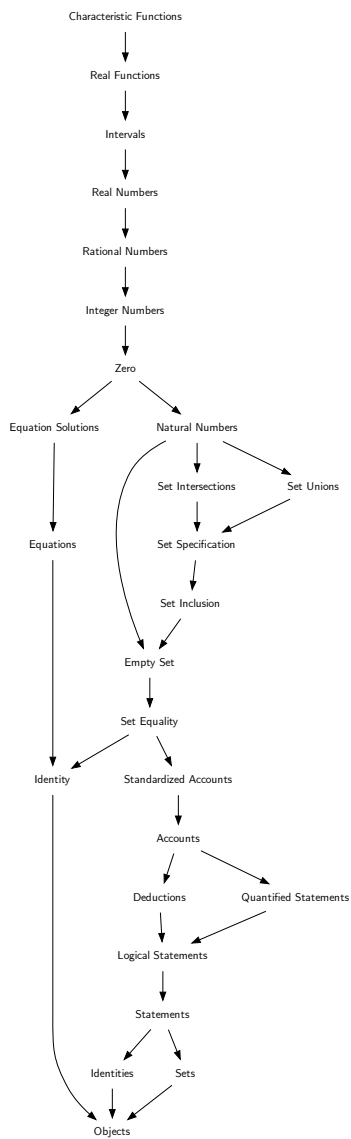 Characteristic Functions
Real Functions
Intervals
Real Numbers
Rational Numbers
Integer Numbers
Zero
Equation Solutions
Natural Numbers
Set Intersections
Set Unions
Equations
Set Specification
Set Inclusion
Empty Set
Set Equality
Identity
Standardized Accounts
Accounts
Deductions
Quantified Statements
Logical Statements
Statements
Identities
Sets
Objects